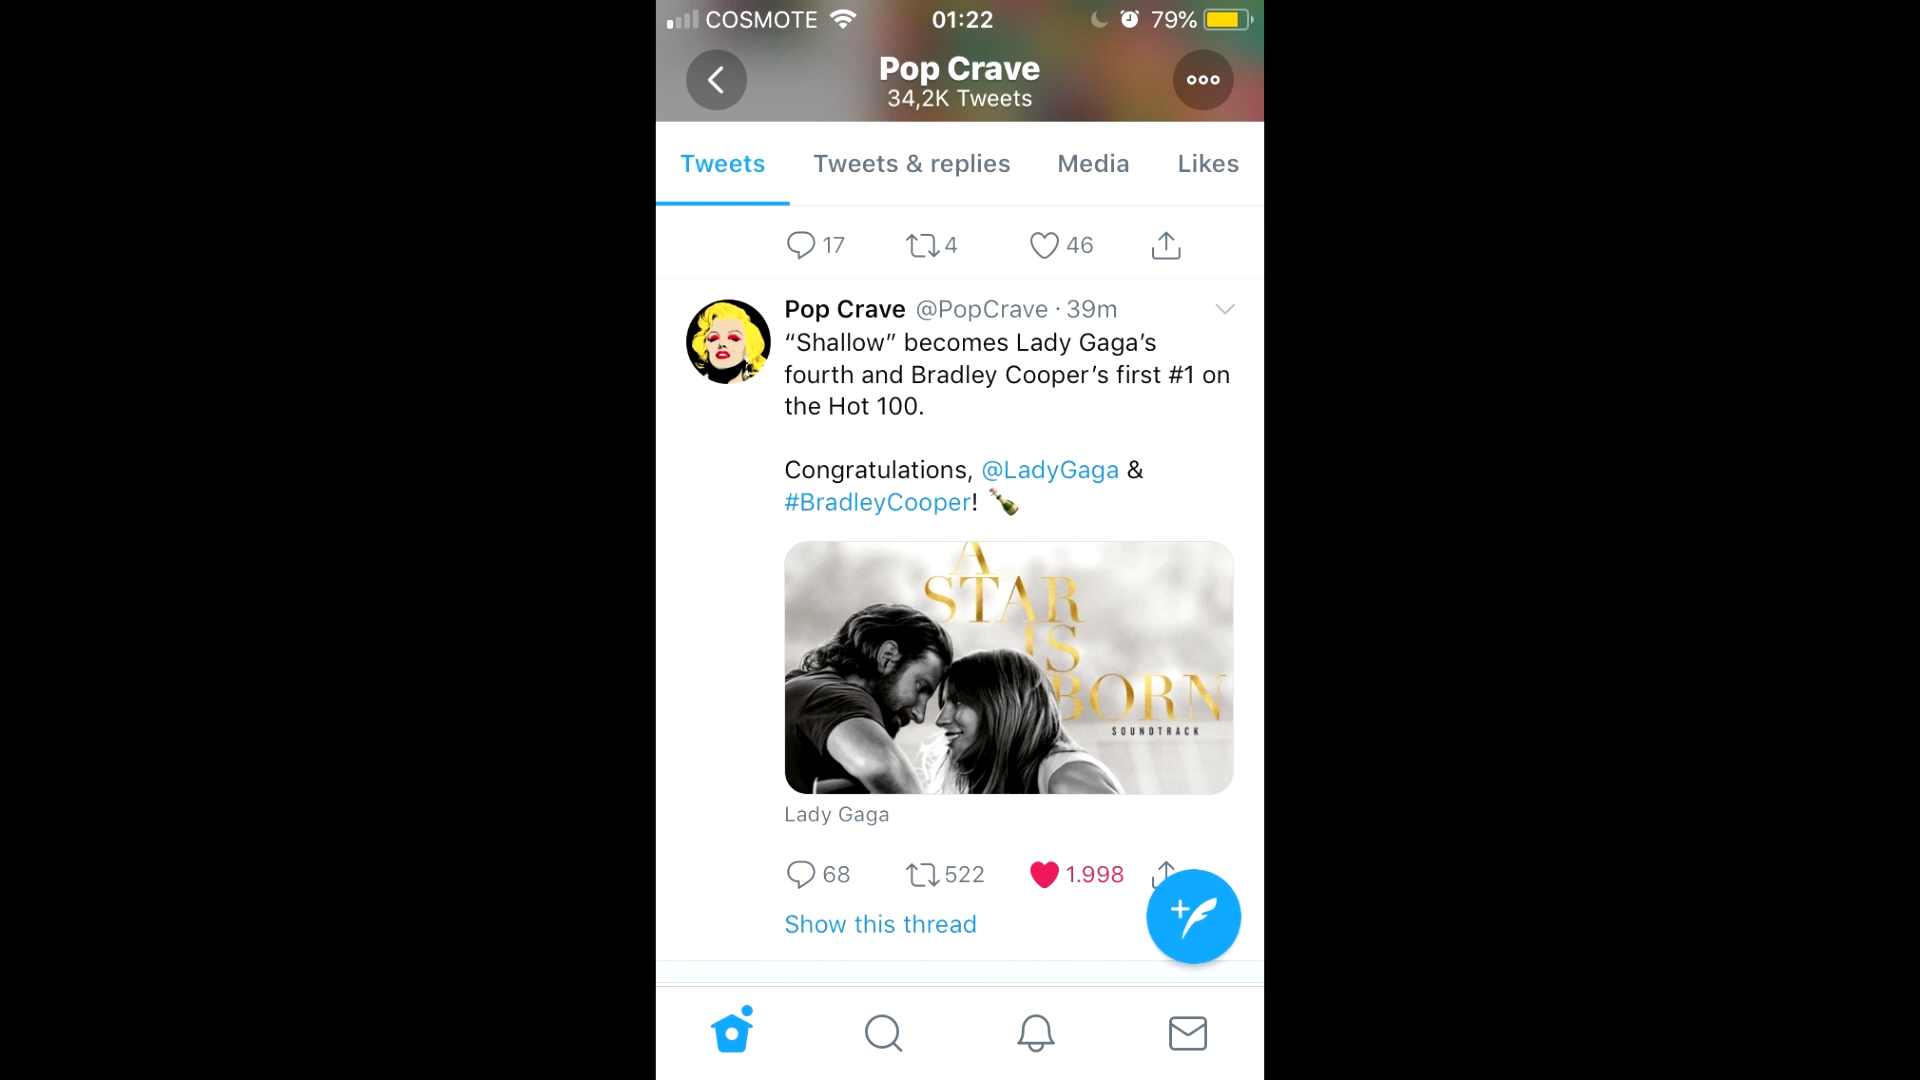 COSMOTE 01:22 79%
Pop Crave
34,2K Tweets
Tweets Tweets & replies Media Likes
17 4 46
Pop Crave @PopCrave · 39m
“Shallow” becomes Lady Gaga’s
fourth and Bradley Cooper’s first #1 on
the Hot 100.
Congratulations, @LadyGaga &
#BradleyCooper! 🍾
A
STAR
IS
BORN
SOUNDTRACK
Lady Gaga
68 522 1.998
Show this thread